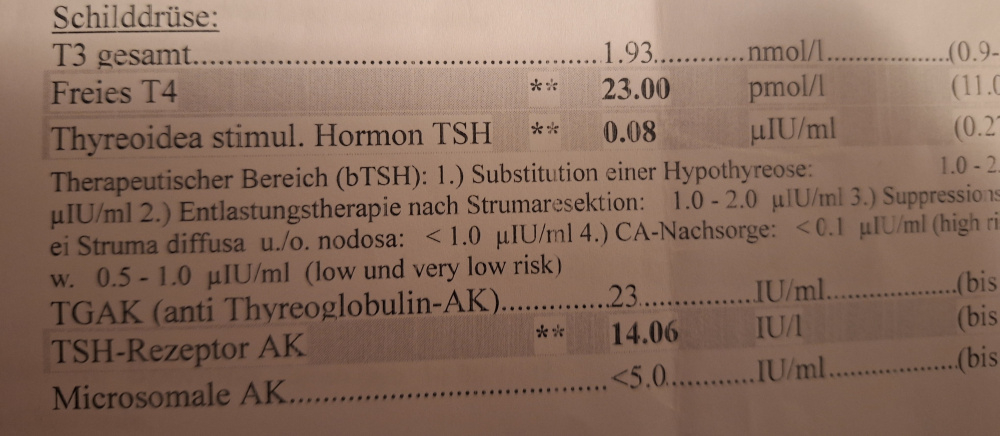 Schilddrüse:
T3 gesamt..........................................................1.93.............nmol/l..................(0.9-
Freies T4 ** 23.00 pmol/l (11.0
Thyreoidea stimul. Hormon TSH ** 0.08 µIU/ml (0.2
Therapeutischer Bereich (bTSH): 1.) Substitution einer Hypothyreose: 1.0 - 2.
µIU/ml 2.) Entlastungstherapie nach Strumaresektion: 1.0 - 2.0 µIU/ml 3.) Suppressions
ei Struma diffusa u./o. nodosa: < 1.0 µIU/ml 4.) CA-Nachsorge: < 0.1 µIU/ml (high ri
w. 0.5 - 1.0 µIU/ml (low und very low risk)
TGAK (anti Thyreoglobulin-AK)..............23..............IU/ml...................(bis
TSH-Rezeptor AK ** 14.06 IU/l (bis
Microsomale AK..........................................<5.0...........IU/ml...................(bis